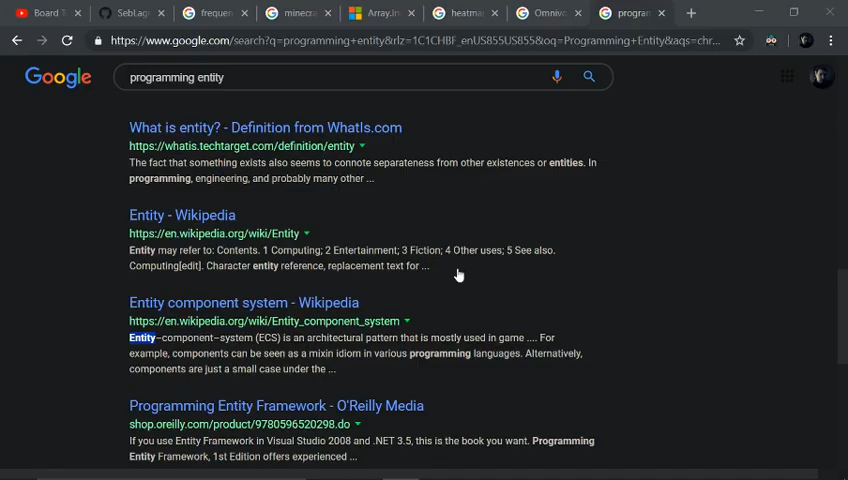 Board T
SebLag
frequen
minecra
Array.In
heatma
Omnivo
program
https://www.google.com/search?q=programming+entity&rlz=1C1CHBF_enUS855US855&oq=Programming+Entity&aqs=chr...
Google
programming entity
What is entity? - Definition from WhatIs.com
https://whatis.techtarget.com/definition/entity
The fact that something exists also seems to connote separateness from other existences or entities. In
programming, engineering, and probably many other ...
Entity - Wikipedia
https://en.wikipedia.org/wiki/Entity
Entity may refer to: Contents. 1 Computing; 2 Entertainment; 3 Fiction; 4 Other uses; 5 See also.
Computing[edit]. Character entity reference, replacement text for ...
Entity component system - Wikipedia
https://en.wikipedia.org/wiki/Entity_component_system
Entity–component–system (ECS) is an architectural pattern that is mostly used in game .... For
example, components can be seen as a mixin idiom in various programming languages. Alternatively,
components are just a small case under the ...
Programming Entity Framework - O'Reilly Media
shop.oreilly.com/product/9780596520298.do
If you use Entity Framework in Visual Studio 2008 and .NET 3.5, this is the book you want. Programming
Entity Framework, 1st Edition offers experienced ...